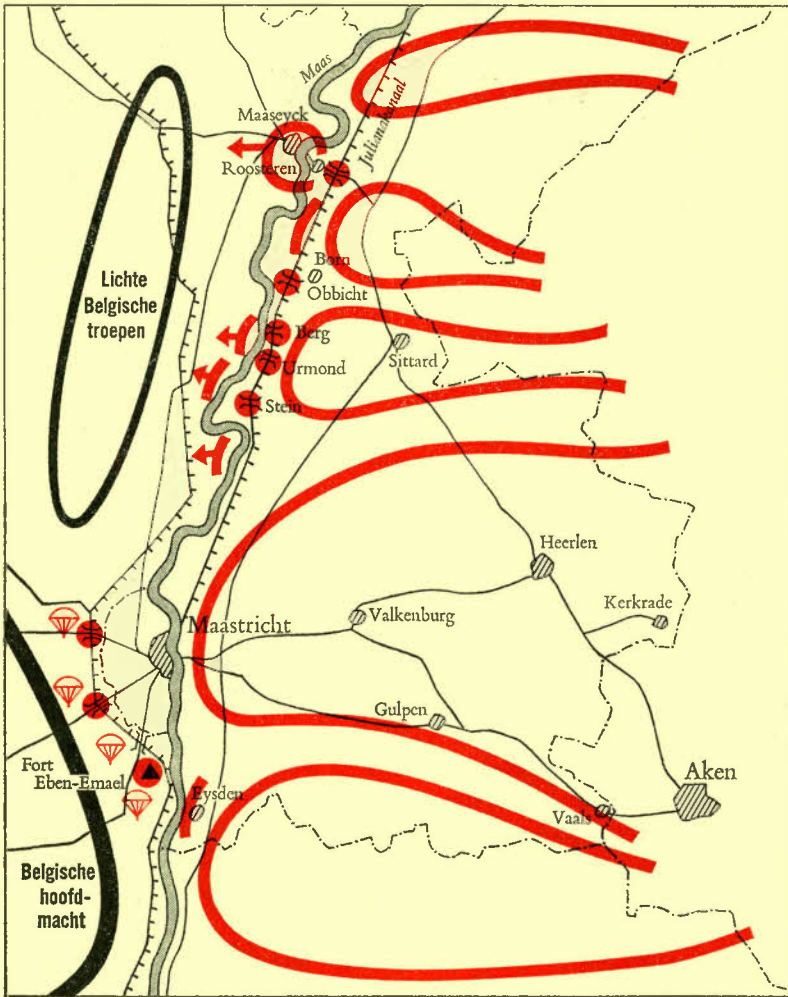 Maas
Julianakanaal
Maaseyck
Roosteren
Born
Obbicht
Lichte
Belgische
troepen
Berg
Urmond
Sittard
Stein
Heerlen
Kerkrade
Valkenburg
Maastricht
Gulpen
Fort
Eben-Emael
Aken
Eysden
Vaals
Belgische
hoofd-
macht